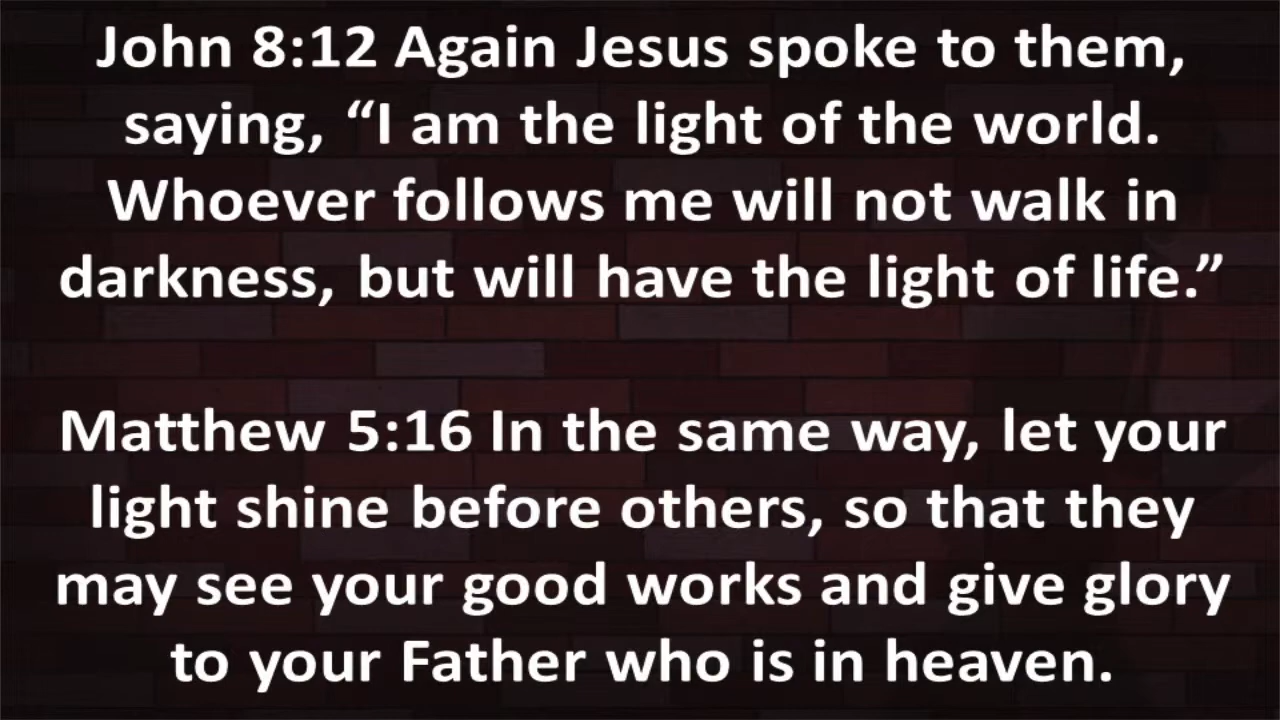 John 8:12 Again Jesus spoke to them,
saying, “I am the light of the world.
Whoever follows me will not walk in
darkness, but will have the light of life.”
Matthew 5:16 In the same way, let your
light shine before others, so that they
may see your good works and give glory
to your Father who is in heaven.